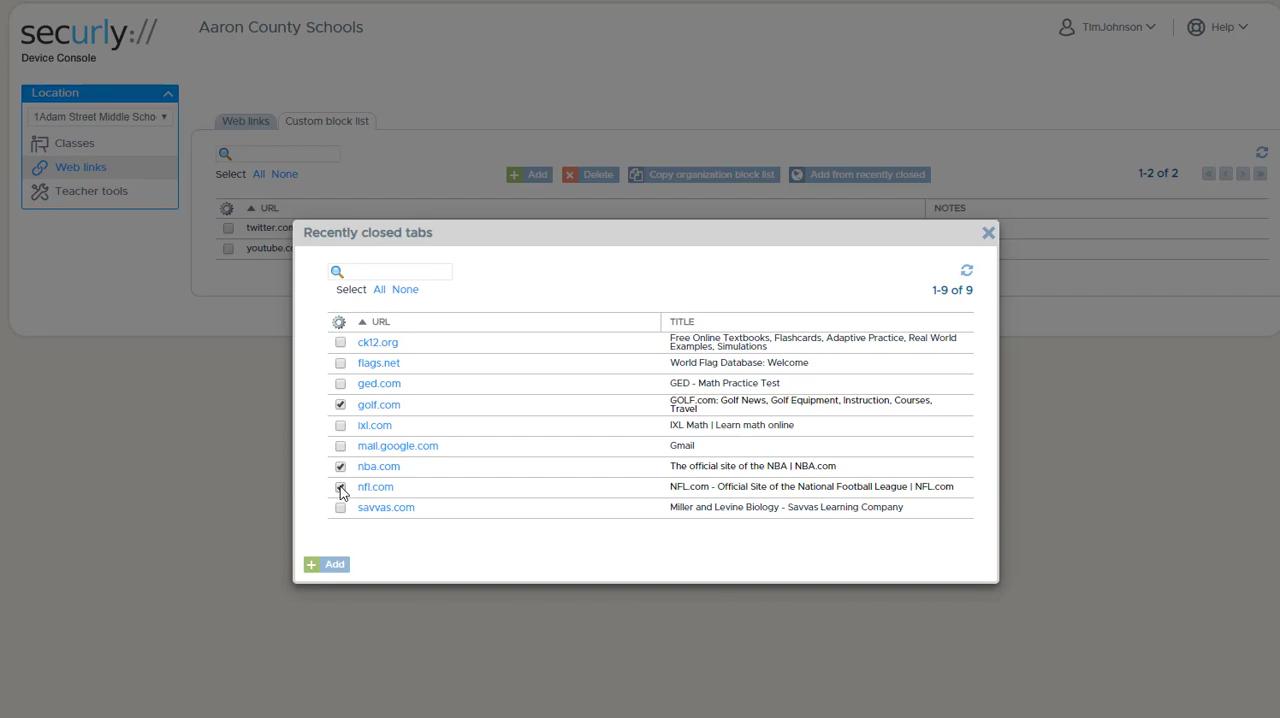 securly://
Device Console
Aaron County Schools
TimJohnson
Help
Location
1Adam Street Middle Scho
Classes
Web links
Teacher tools
Web links
Custom block list
Select All None
Add
Delete
Copy organization block list
Add from recently closed
1-2 of 2
URL
NOTES
twitter.con
youtube.co
Recently closed tabs
Select All None
1-9 of 9
URL
TITLE
ck12.org
Free Online Textbooks, Flashcards, Adaptive Practice, Real World
Examples, Simulations
flags.net
World Flag Database: Welcome
ged.com
GED - Math Practice Test
golf.com
GOLF.com: Golf News, Golf Equipment, Instruction, Courses,
Travel
ixl.com
IXL Math | Learn math online
mail.google.com
Gmail
nba.com
The official site of the NBA | NBA.com
nfl.com
NFL.com - Official Site of the National Football League | NFL.com
savvas.com
Miller and Levine Biology - Savvas Learning Company
Add